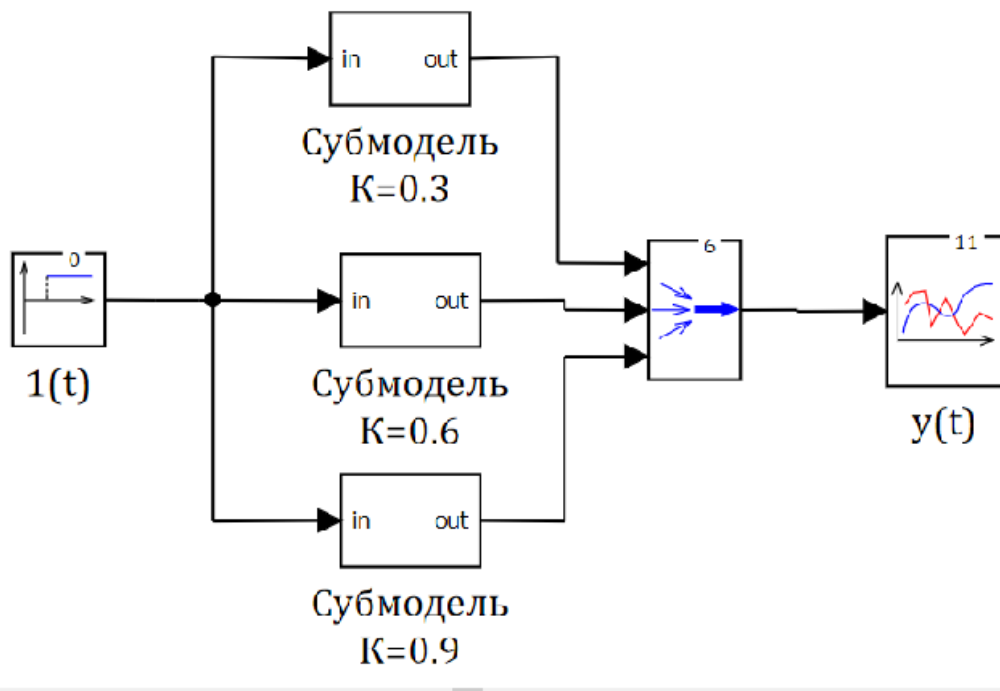 in out
Субмодель
К=0.3
0
1(t)
in out
Субмодель
К=0.6
6
11
y(t)
in out
Субмодель
К=0.9